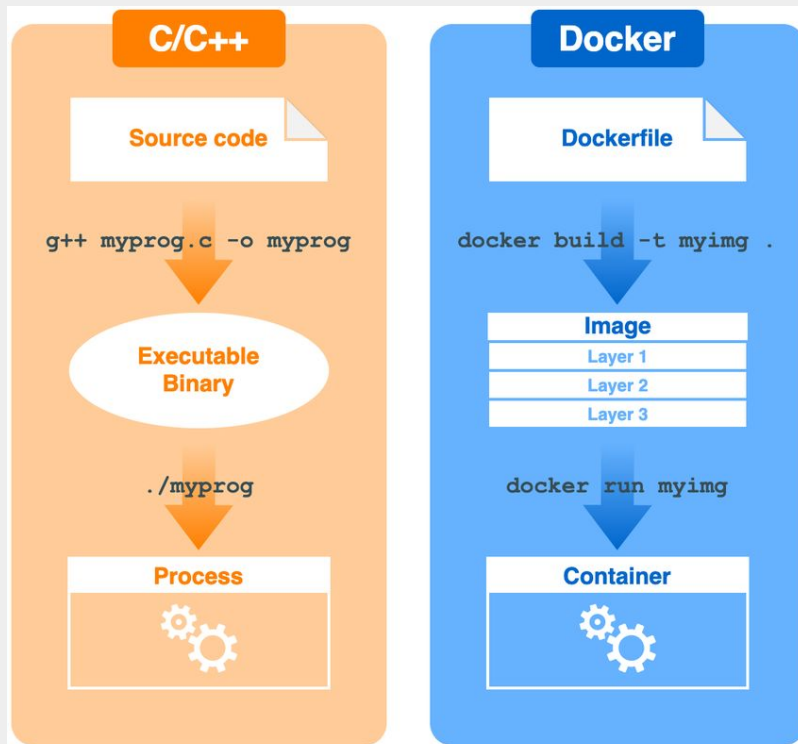 C/C++
Source code
g++ myprog.c -o myprog
Executable
Binary
./myprog
Process
Docker
Dockerfile
docker build -t myimg .
Image
Layer 1
Layer 2
Layer 3
docker run myimg
Container